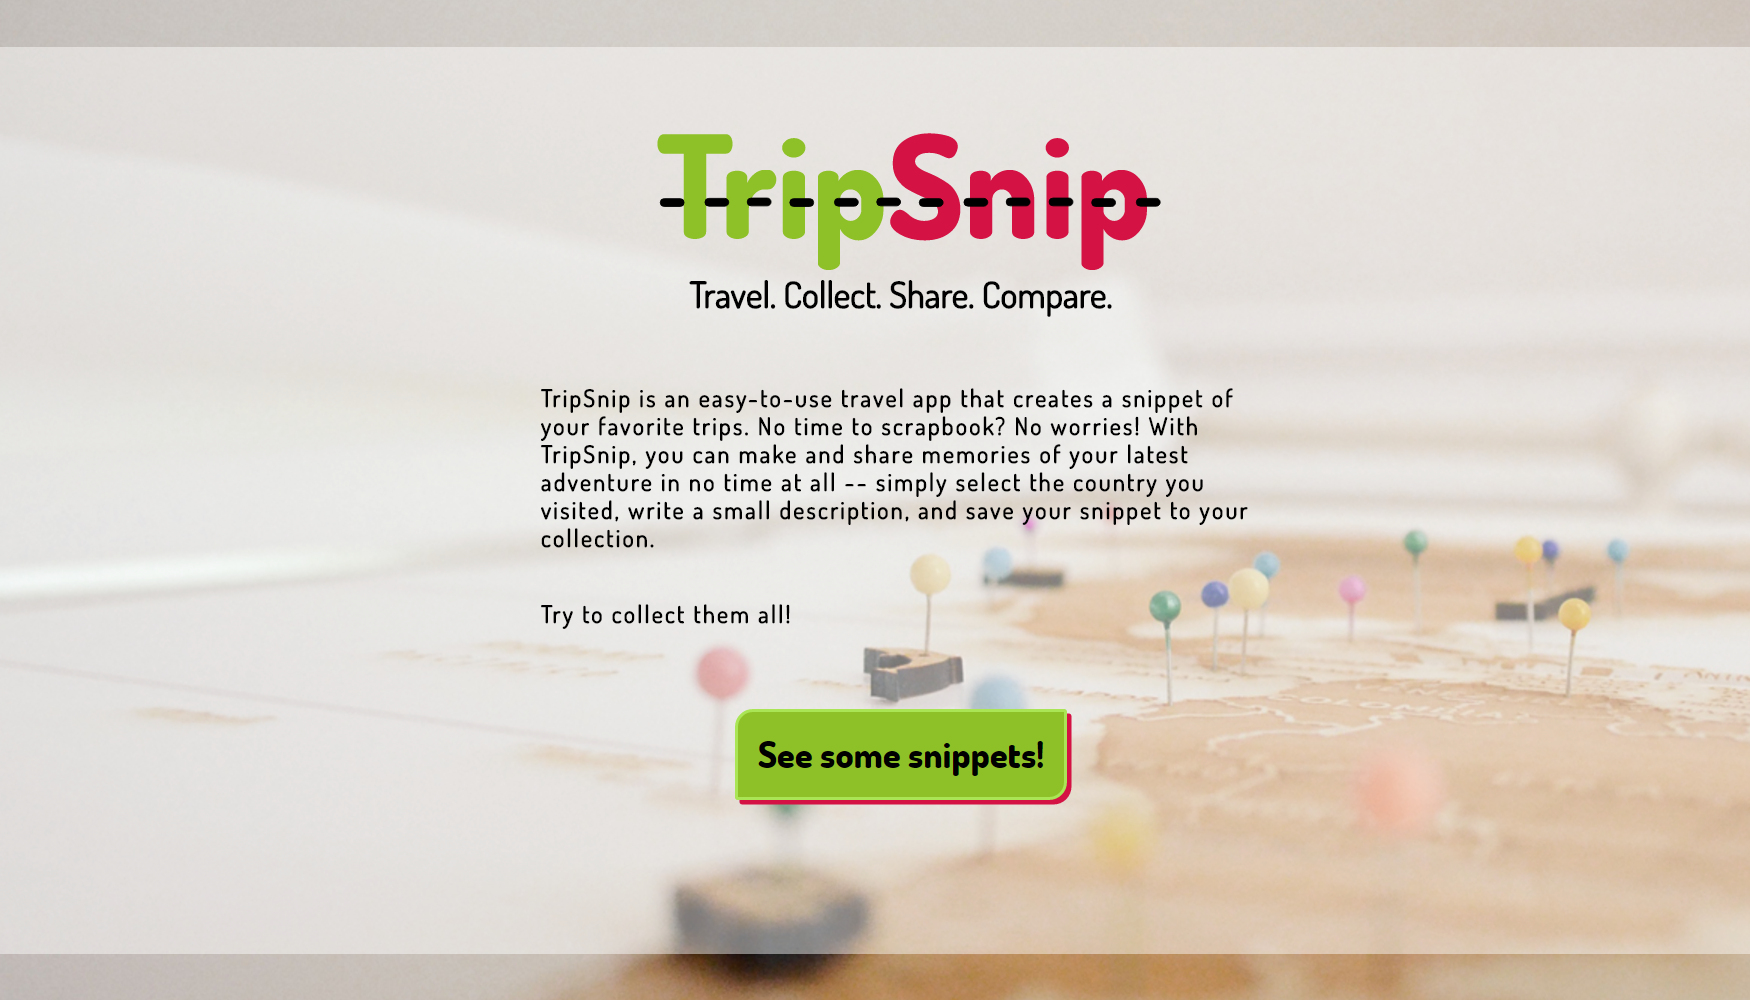 TripSnip
Travel. Collect. Share. Compare.
TripSnip is an easy-to-use travel app that creates a snippet of
your favorite trips. No time to scrapbook? No worries! With
TripSnip, you can make and share memories of your latest
adventure in no time at all -- simply select the country you
visited, write a small description, and save your snippet to your
collection.
Try to collect them all!
See some snippets!